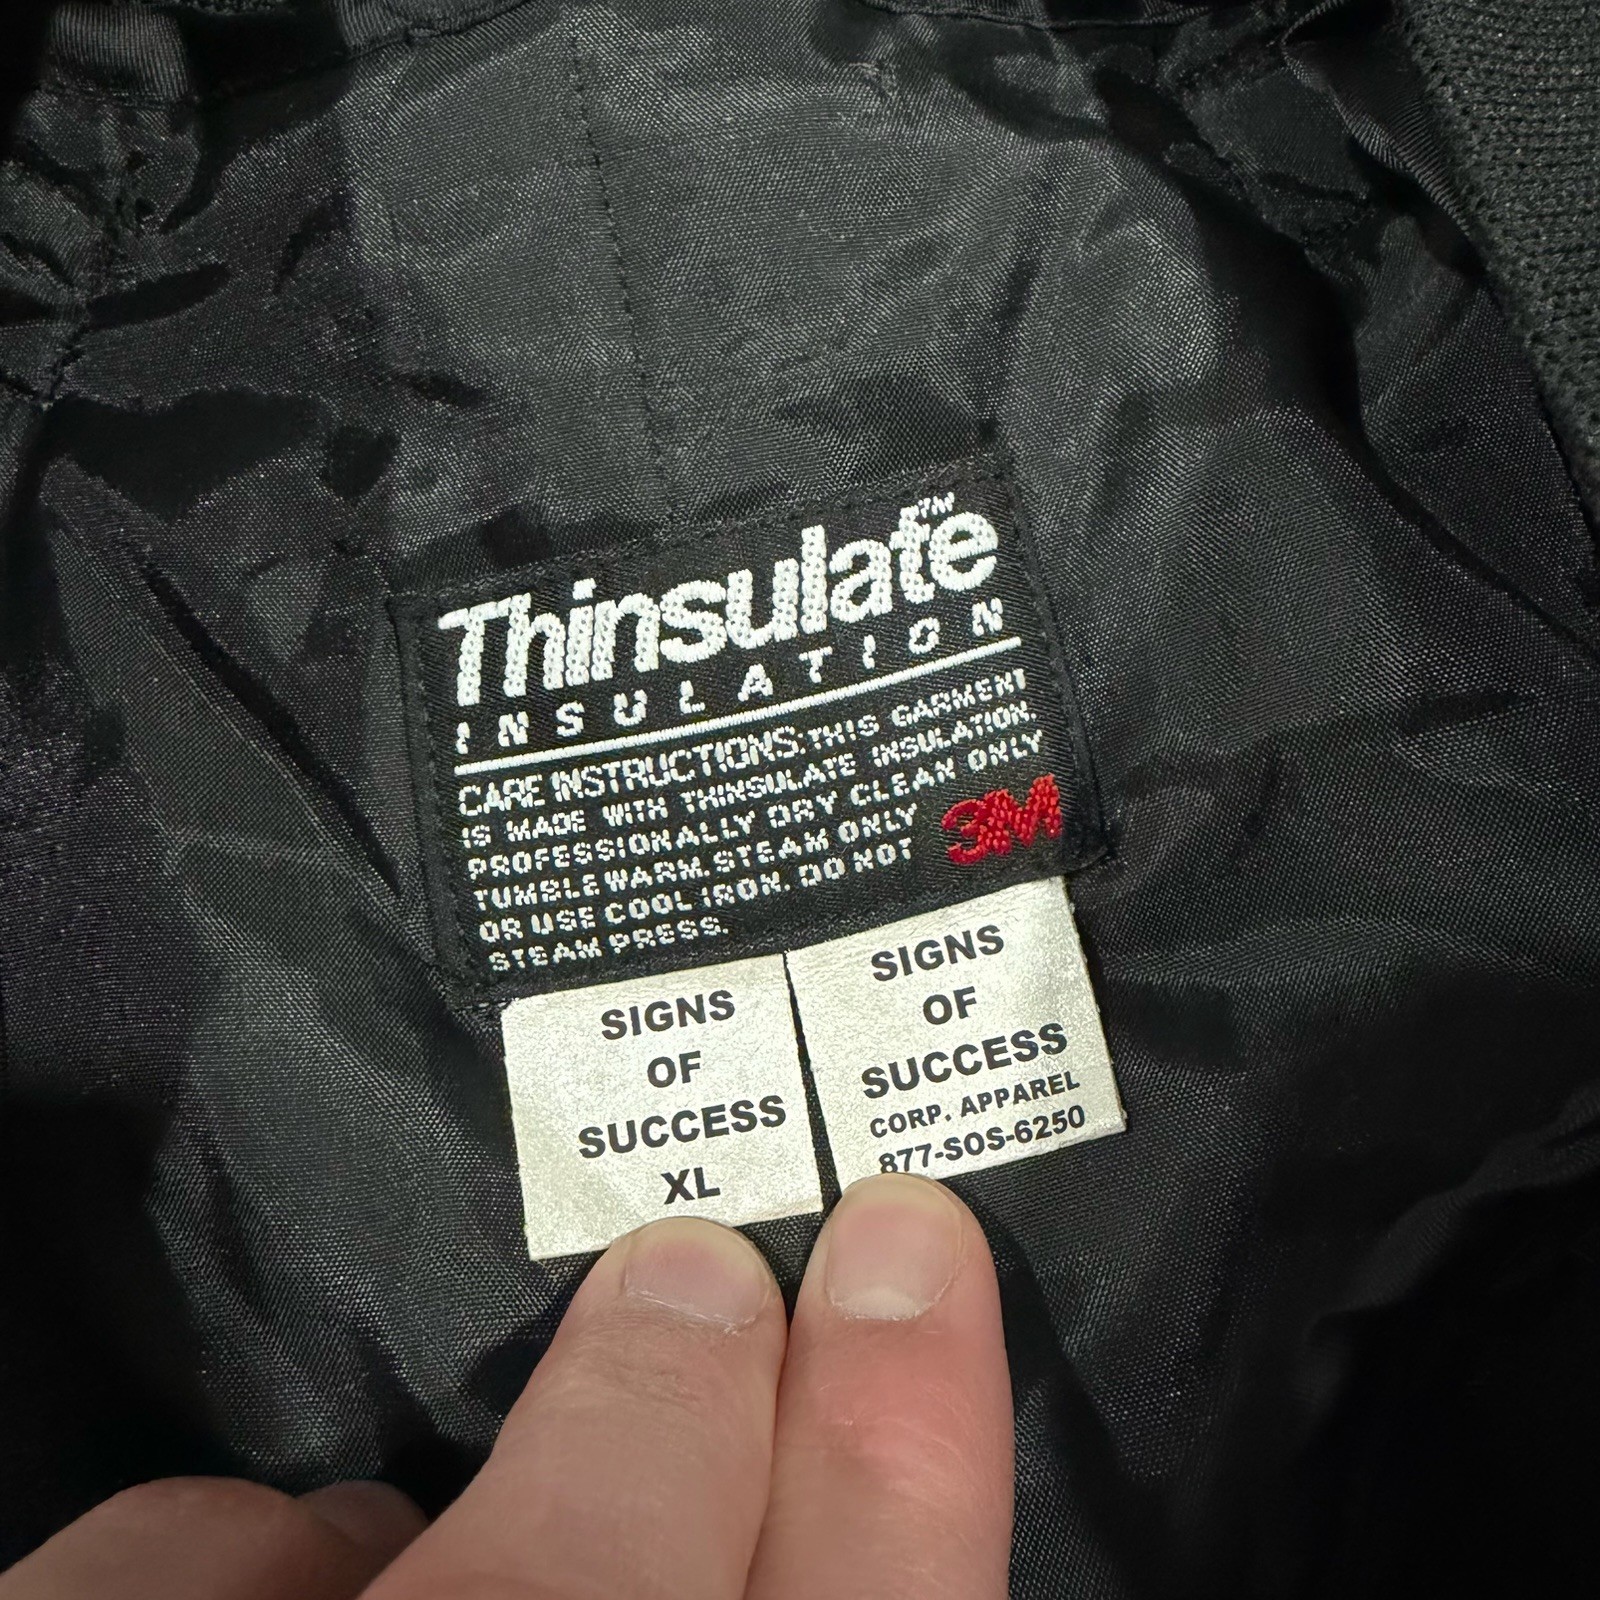 Thinsulate™
INSULATION
CARE INSTRUCTIONS: THIS GARMENT
IS MADE WITH THINSULATE INSULATION.
PROFESSIONALLY DRY CLEAN ONLY
TUMBLE WARM. STEAM ONLY
OR USE COOL IRON. DO NOT
STEAM PRESS.
3M
SIGNS
OF
SUCCESS
XL
SIGNS
OF
SUCCESS
CORP. APPAREL
877-SOS-6250